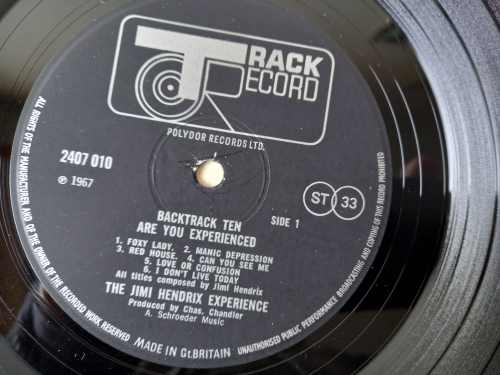 TRACK
RECORD
POLYDOR RECORDS LTD.
2407 010
℗ 1967
BACKTRACK TEN
ARE YOU EXPERIENCED
SIDE 1
ST 33
1. FOXY LADY. 2. MANIC DEPRESSION
3. RED HOUSE. 4. CAN YOU SEE ME
5. LOVE OR CONFUSION
6. I DON'T LIVE TODAY
All titles composed by Jimi Hendrix
THE JIMI HENDRIX EXPERIENCE
Produced by Chas. Chandler
A. Schroeder Music
ALL RIGHTS OF THE MANUFACTURER AND OF THE OWNER OF THE RECORDED WORK RESERVED
MADE IN Gt.BRITAIN
UNAUTHORISED PUBLIC PERFORMANCE BROADCASTING AND COPYING OF THIS RECORD PROHIBITED